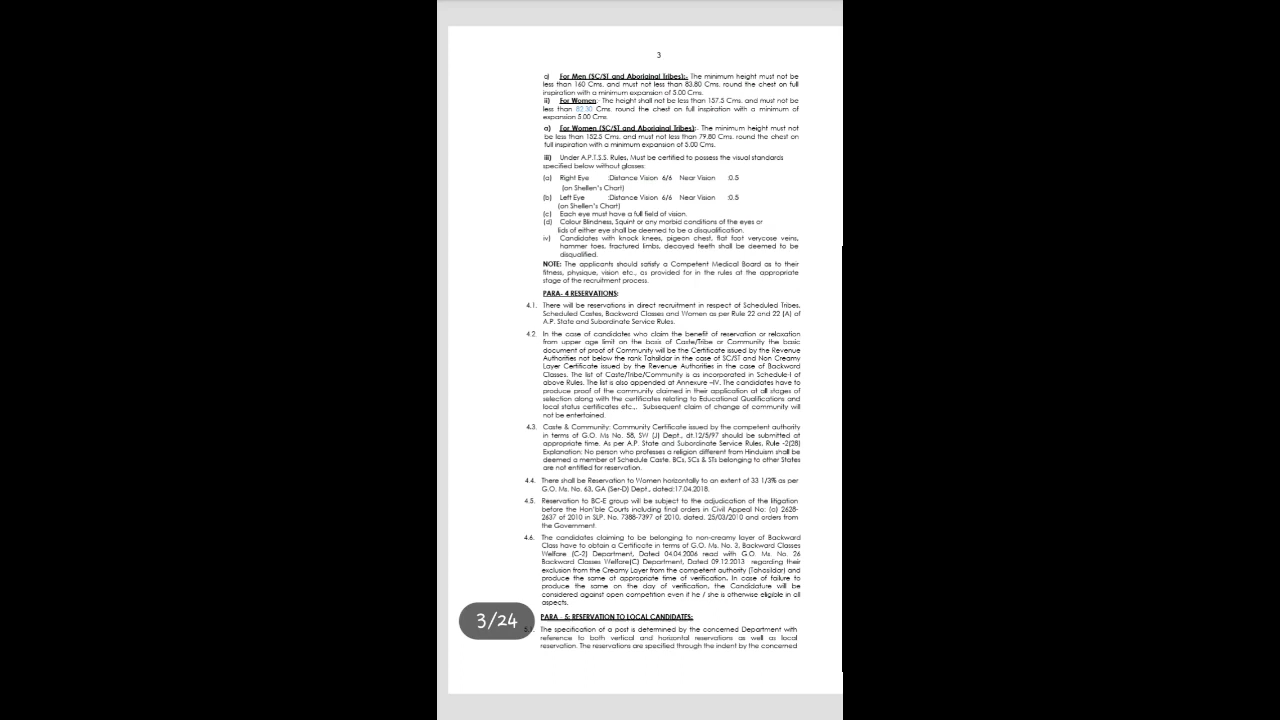 3
a) For Men (SC/ST and Aboriginal Tribes):- The minimum height must not be
less than 160 Cms. and must not less than 83.80 Cms. round the chest on full
inspiration with a minimum expansion of 5.00 Cms.
ii) For Women: The height shall not be less than 157.5 Cms. and must not be
less than 82.30 Cms. round the chest on full inspiration with a minimum of
expansion 5.00 Cms.
a) For Women (SC/ST and Aboriginal Tribes):- The minimum height must not
be less than 152.5 Cms. and must not less than 79.80 Cms. round the chest on
full inspiration with a minimum expansion of 5.00 Cms.
iii) Under A.P.T.S.S. Rules, Must be certified to possess the visual standards
specified below without glasses
(a) Right Eye :Distance Vision 6/6 Near Vision :0.5
(on Shellen's Chart)
(b) Left Eye :Distance Vision 6/6 Near Vision :0.5
(on Shellen's Chart)
(c) Each eye must have a full field of vision.
(d) Colour Blindness, Squint or any morbid conditions of the eyes or
lids of either eye shall be deemed to be a disqualification.
iv) Candidates with knock knees, pigeon chest, flat foot verycose veins,
hammer toes, fractured limbs, decayed teeth shall be deemed to be
disqualified.
NOTE: The applicants should satisfy a Competent Medical Board as to their
fitness, physique, vision etc., as provided for in the rules at the appropriate
stage of the recruitment process.
PARA- 4 RESERVATIONS:
4.1. There will be reservations in direct recruitment in respect of Scheduled Tribes,
Scheduled Castes, Backward Classes and Women as per Rule 22 and 22 (A) of
A.P. State and Subordinate Service Rules.
4.2. In the case of candidates who claim the benefit of reservation or relaxation
from upper age limit on the basis of Caste/Tribe or Community the basic
document of proof of Community will be the Certificate issued by the Revenue
Authorities not below the rank Tahsildar in the case of SC/ST and Non Creamy
Layer Certificate issued by the Revenue Authorities in the case of Backward
Classes. The list of Caste/Tribe/Community is as incorporated in Schedule-I of
above Rules. The list is also appended at Annexure –IV. The candidates have to
produce proof of the community claimed in their application at all stages of
selection along with the certificates relating to Educational Qualifications and
local status certificates etc.,. Subsequent claim of change of community will
not be entertained.
4.3. Caste & Community: Community Certificate issued by the competent authority
in terms of G.O. Ms No. 58, SW (J) Dept., dt.12/5/97 should be submitted at
appropriate time. As per A.P. State and Subordinate Service Rules, Rule -2(28)
Explanation: No person who professes a religion different from Hinduism shall be
deemed a member of Schedule Caste. BCs, SCs & STs belonging to other States
are not entitled for reservation.
4.4. There shall be Reservation to Women horizontally to an extent of 33 1/3% as per
G.O. Ms. No. 63, GA (Ser-D) Dept., dated:17.04.2018.
4.5. Reservation to BC-E group will be subject to the adjudication of the litigation
before the Hon'ble Courts including final orders in Civil Appeal No: (a) 2628-
2637 of 2010 in SLP. No. 7388-7397 of 2010, dated. 25/03/2010 and orders from
the Government.
4.6. The candidates claiming to be belonging to non-creamy layer of Backward
Class have to obtain a Certificate in terms of G.O. Ms. No. 3, Backward Classes
Welfare (C-2) Department, Dated 04.04.2006 read with G.O. Ms. No. 26
Backward Classes Welfare(C) Department, Dated 09.12.2013 regarding their
exclusion from the Creamy Layer from the competent authority (Tahasildar) and
produce the same at appropriate time of verification. In case of failure to
produce the same on the day of verification, the Candidature will be
considered against open competition even if he / she is otherwise eligible in all
aspects.
3/24
PARA - 5: RESERVATION TO LOCAL CANDIDATES:
The specification of a post is determined by the concerned Department with
reference to both vertical and horizontal reservations as well as local
reservation. The reservations are specified through the indent by the concerned